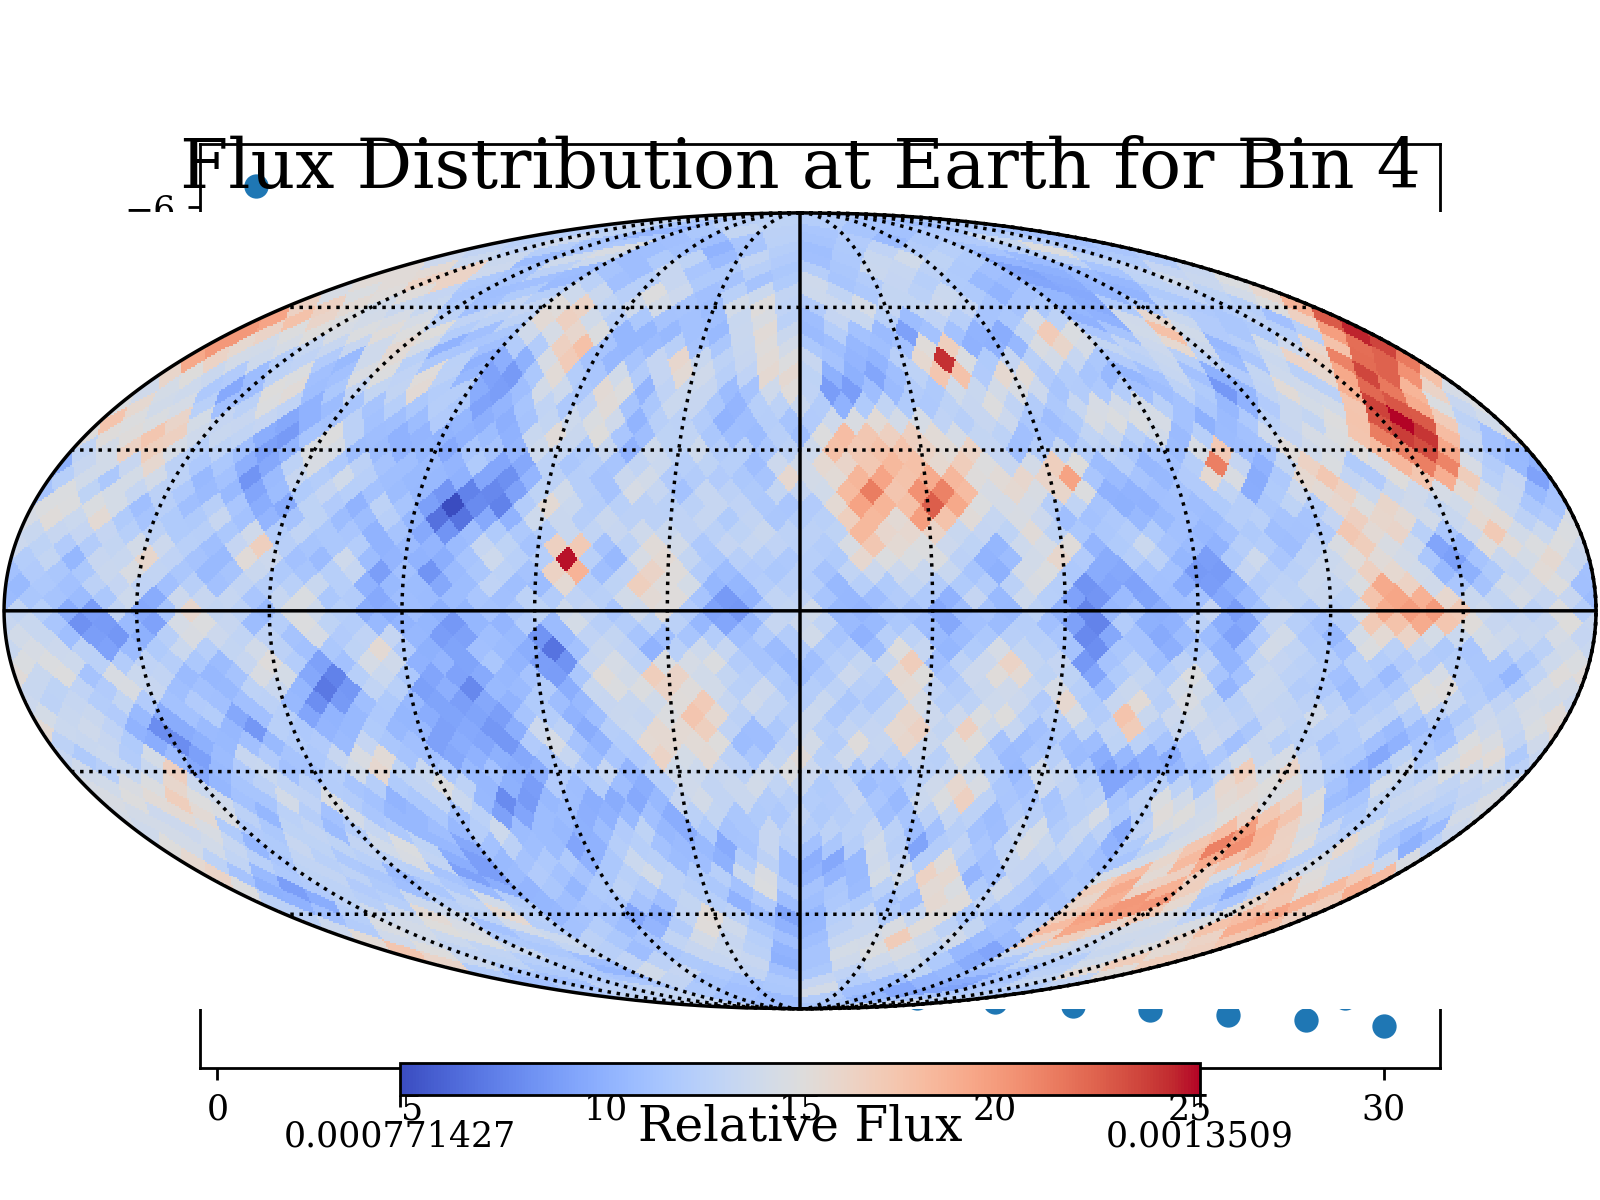 Flux Distribution at Earth for Bin 4
−6
0 5 10 15 20 25 30
Relative Flux
0.000771427 0.0013509